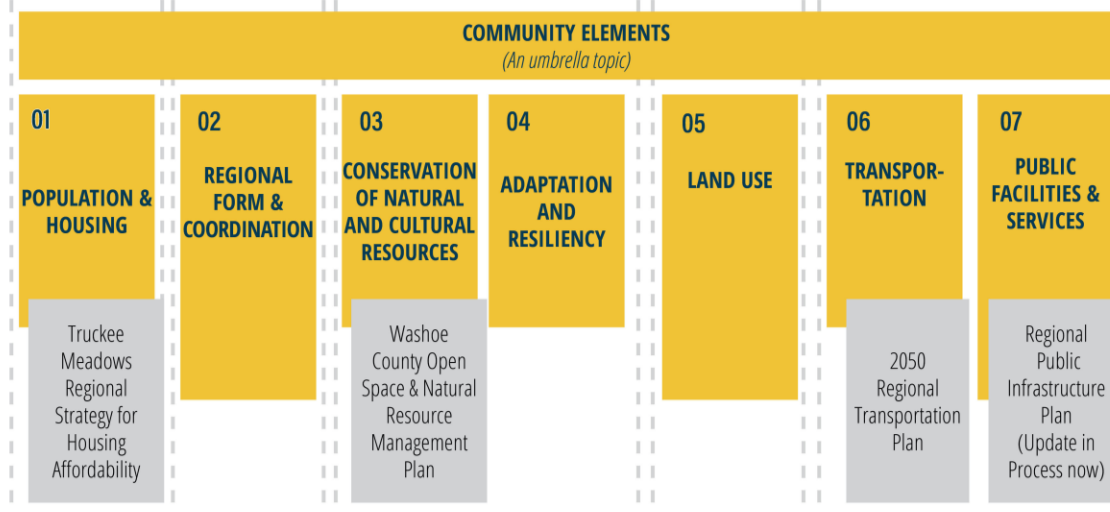 COMMUNITY ELEMENTS
(An umbrella topic)
01
POPULATION &
HOUSING
Truckee
Meadows
Regional
Strategy for
Housing
Affordability
02
REGIONAL
FORM &
COORDINATION
03
CONSERVATION
OF NATURAL
AND CULTURAL
RESOURCES
Washoe
County Open
Space & Natural
Resource
Management
Plan
04
ADAPTATION
AND
RESILIENCY
05
LAND USE
06
TRANSPOR-
TATION
2050
Regional
Transportation
Plan
07
PUBLIC
FACILITIES &
SERVICES
Regional
Public
Infrastructure
Plan
(Update in
Process now)